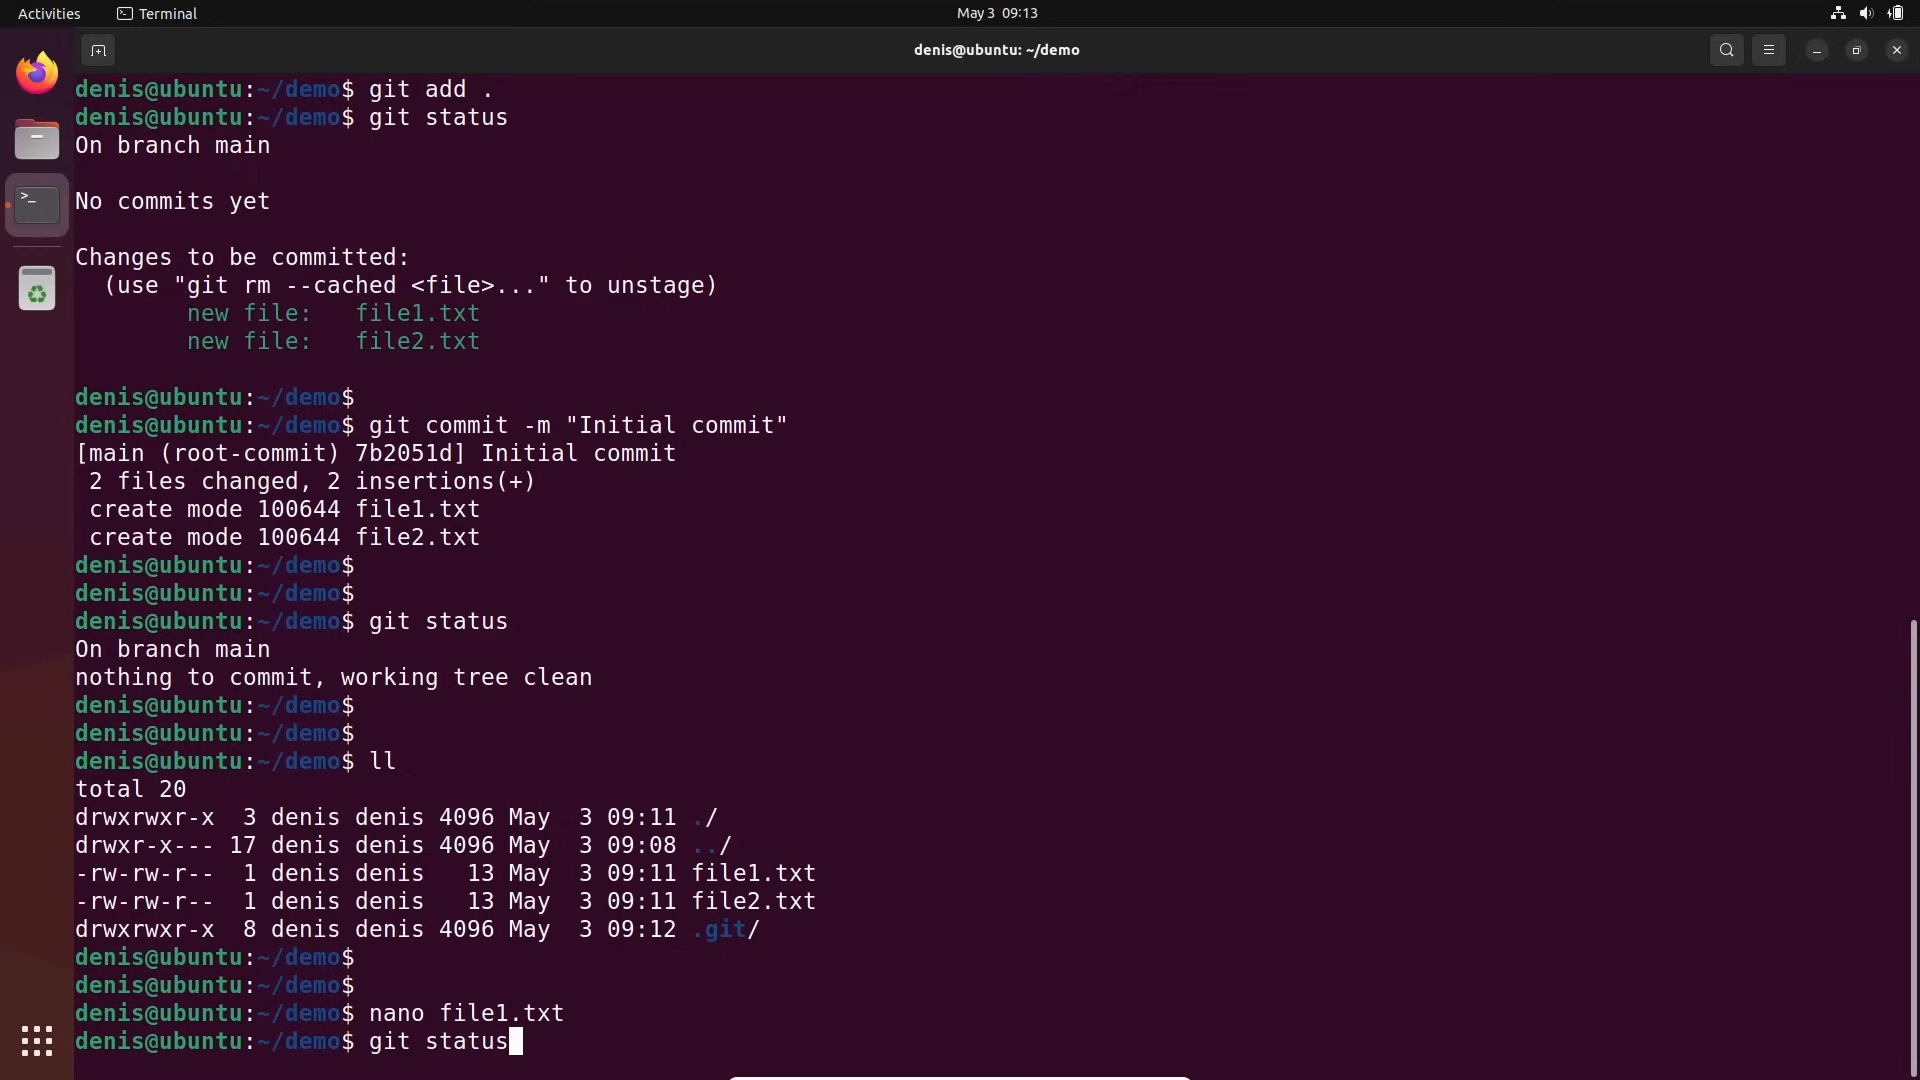 Activities Terminal May 3 09:13
denis@ubuntu: ~/demo
denis@ubuntu:~/demo$ git add .
denis@ubuntu:~/demo$ git status
On branch main
No commits yet
Changes to be committed:
  (use "git rm --cached <file>..." to unstage)
        new file:   file1.txt
        new file:   file2.txt
denis@ubuntu:~/demo$
denis@ubuntu:~/demo$ git commit -m "Initial commit"
[main (root-commit) 7b2051d] Initial commit
 2 files changed, 2 insertions(+)
 create mode 100644 file1.txt
 create mode 100644 file2.txt
denis@ubuntu:~/demo$
denis@ubuntu:~/demo$
denis@ubuntu:~/demo$ git status
On branch main
nothing to commit, working tree clean
denis@ubuntu:~/demo$
denis@ubuntu:~/demo$
denis@ubuntu:~/demo$ ll
total 20
drwxrwxr-x  3 denis denis 4096 May  3 09:11 ./
drwxr-x--- 17 denis denis 4096 May  3 09:08 ../
-rw-rw-r--  1 denis denis   13 May  3 09:11 file1.txt
-rw-rw-r--  1 denis denis   13 May  3 09:11 file2.txt
drwxrwxr-x  8 denis denis 4096 May  3 09:12 .git/
denis@ubuntu:~/demo$
denis@ubuntu:~/demo$
denis@ubuntu:~/demo$ nano file1.txt
denis@ubuntu:~/demo$ git status